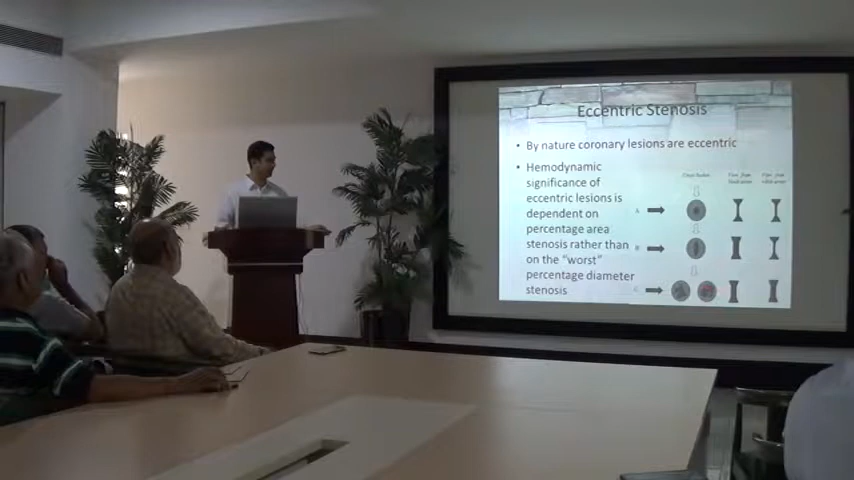 Eccentric Stenosis
• By nature coronary lesions are eccentric
• Hemodynamic
significance of
eccentric lesions is
dependent on
percentage area
stenosis rather than
on the "worst"
percentage diameter
stenosis